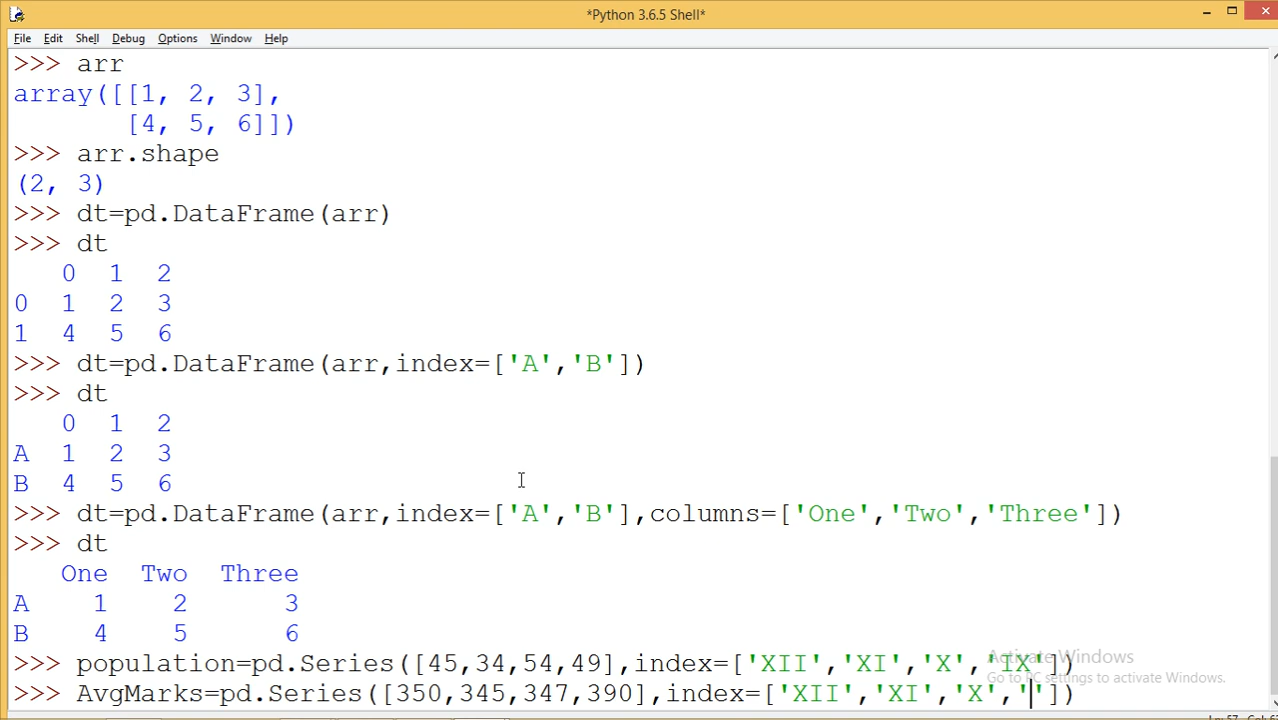 *Python 3.6.5 Shell*
File Edit Shell Debug Options Window Help
>>> arr
array([[1, 2, 3],
       [4, 5, 6]])
>>> arr.shape
(2, 3)
>>> dt=pd.DataFrame(arr)
>>> dt
   0  1  2
0  1  2  3
1  4  5  6
>>> dt=pd.DataFrame(arr,index=['A','B'])
>>> dt
   0  1  2
A  1  2  3
B  4  5  6
>>> dt=pd.DataFrame(arr,index=['A','B'],columns=['One','Two','Three'])
>>> dt
   One  Two  Three
A    1    2      3
B    4    5      6
>>> population=pd.Series([45,34,54,49],index=['XII','XI','X','IX'])
Activate Windows
Go to PC settings to activate Windows.
>>> AvgMarks=pd.Series([350,345,347,390],index=['XII','XI','X',''])